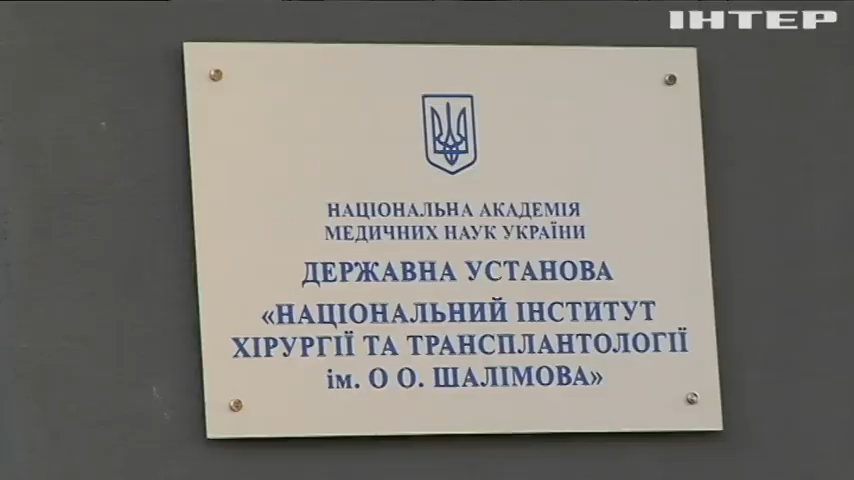 ІНТЕР
НАЦІОНАЛЬНА АКАДЕМІЯ
МЕДИЧНИХ НАУК УКРАЇНИ
ДЕРЖАВНА УСТАНОВА
«НАЦІОНАЛЬНИЙ ІНСТИТУТ
ХІРУРГІЇ ТА ТРАНСПЛАНТОЛОГІЇ
ім. О О. ШАЛІМОВА»